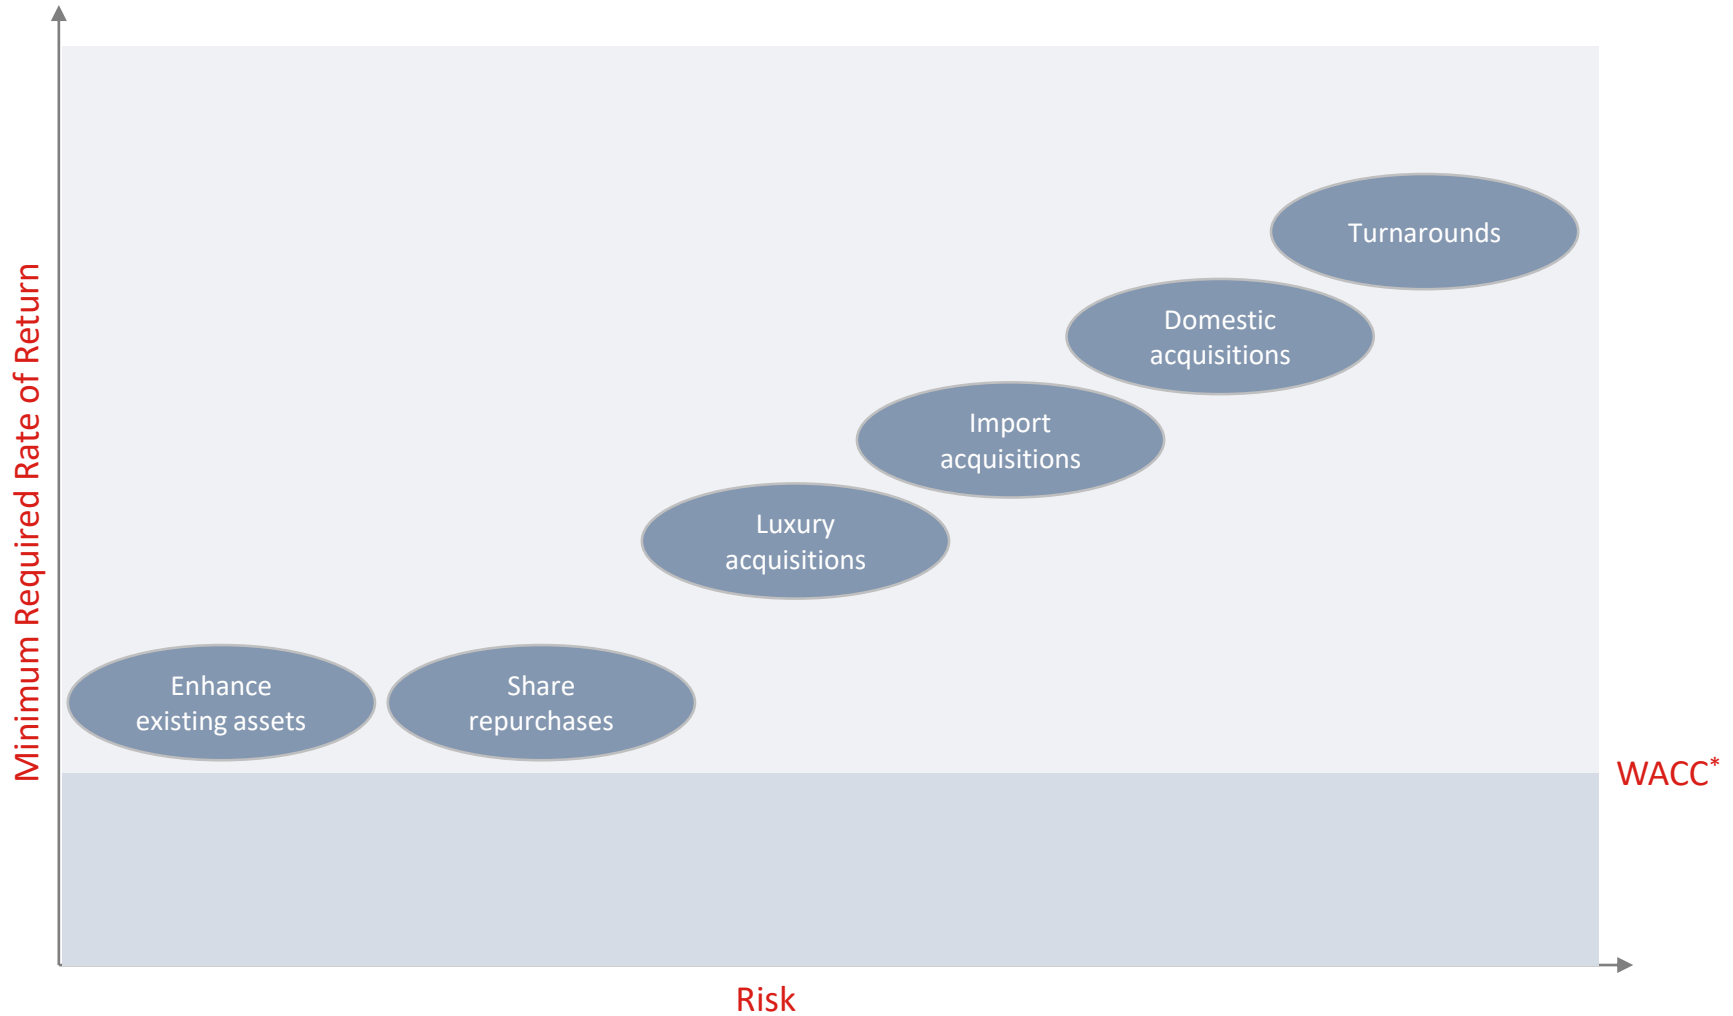 Minimum Required Rate of Return
Turnarounds
Domestic
acquisitions
Import
acquisitions
Luxury
acquisitions
Enhance
existing assets
Share
repurchases
WACC*
Risk